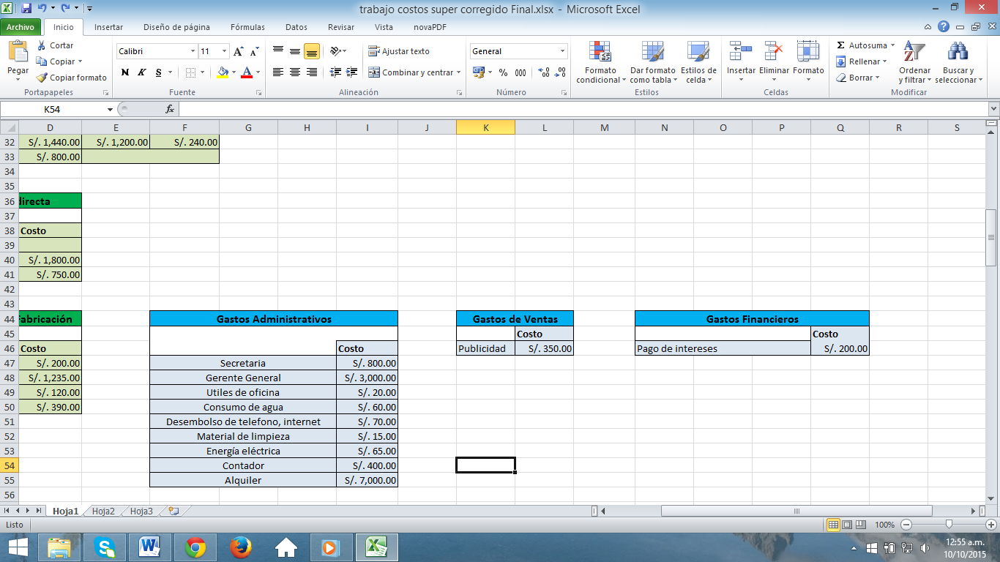 trabajo costos super corregido Final.xlsx - Microsoft Excel
Archivo Inicio Insertar Diseño de página Fórmulas Datos Revisar Vista novaPDF
Pegar
Cortar
Copiar
Copiar formato
Portapapeles
Calibri 11
N K S
Fuente
Ajustar texto
Combinar y centrar
Alineación
General
% 000
Número
Formato condicional
Dar formato como tabla
Estilos de celda
Estilos
Insertar Eliminar Formato
Celdas
Autosuma
Rellenar
Borrar
Ordenar y filtrar
Buscar y seleccionar
Modificar
K54 fx
D E F G H I J K L M N O P Q R S
32 S/. 1,440.00 S/. 1,200.00 S/. 240.00
33 S/. 800.00
34
35
36 directa
37
38 Costo
39
40 S/. 1,800.00
41 S/. 750.00
42
43
44 Fabricación Gastos Administrativos Gastos de Ventas Gastos Financieros
45 Costo Costo
46 Costo Costo Publicidad S/. 350.00 Pago de intereses S/. 200.00
47 S/. 200.00 Secretaria S/. 800.00
48 S/. 1,235.00 Gerente General S/. 3,000.00
49 S/. 120.00 Utiles de oficina S/. 20.00
50 S/. 390.00 Consumo de agua S/. 60.00
51 Desembolso de telefono, internet S/. 70.00
52 Material de limpieza S/. 15.00
53 Energía eléctrica S/. 65.00
54 Contador S/. 400.00
55 Alquiler S/. 7,000.00
56
Hoja1 Hoja2 Hoja3
Listo 100%
12:55 a.m.
10/10/2015